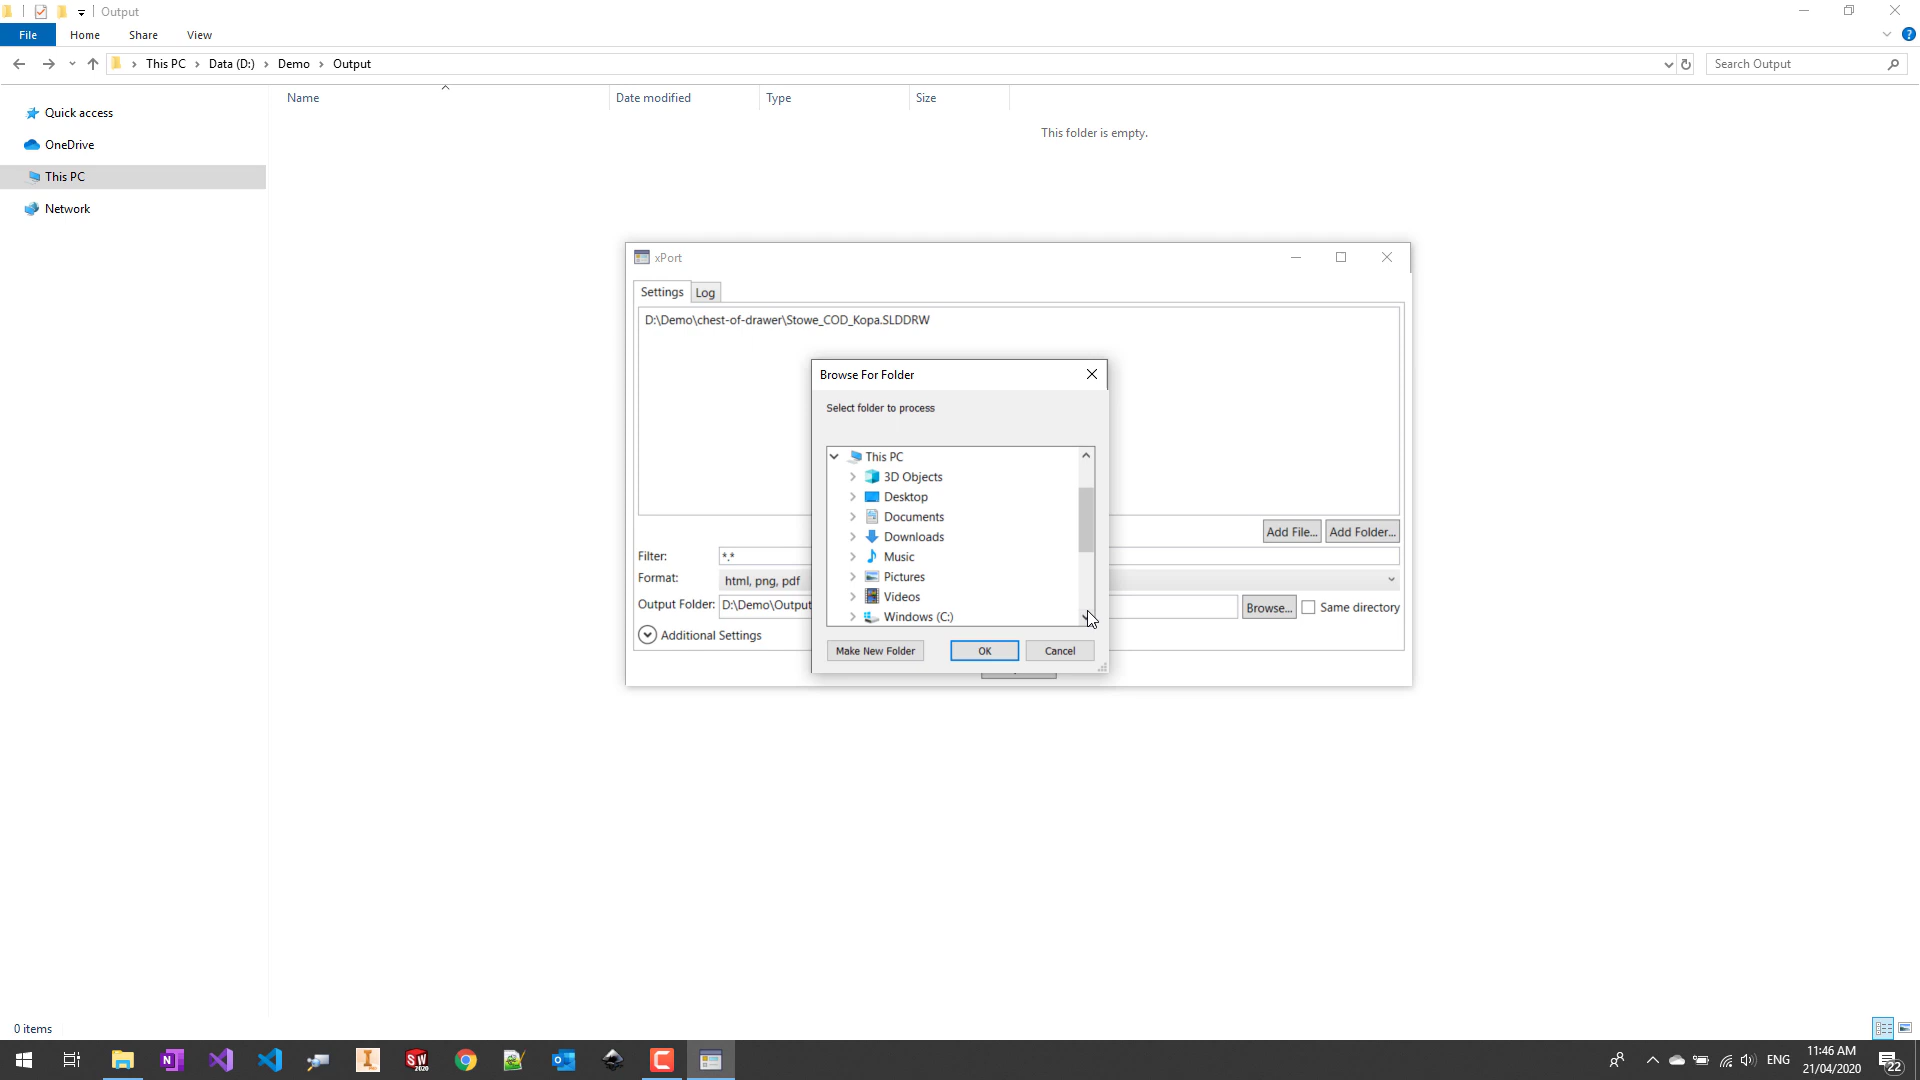 Output
File Home Share View
This PC Data (D:) Demo Output
Search Output
Name Date modified Type Size
This folder is empty.
Quick access
OneDrive
This PC
Network
xPort
Settings Log
D:\Demo\chest-of-drawer\Stowe_COD_Kopa.SLDDRW
Browse For Folder
Select folder to process
This PC
3D Objects
Desktop
Documents
Downloads
Music
Pictures
Videos
Windows (C:)
Make New Folder OK Cancel
Add File... Add Folder...
Filter: *.*
Format: html, png, pdf
Output Folder: D:\Demo\Output Browse... Same directory
Additional Settings
0 items
N
SW
2020
ENG
11:46 AM
21/04/2020
22